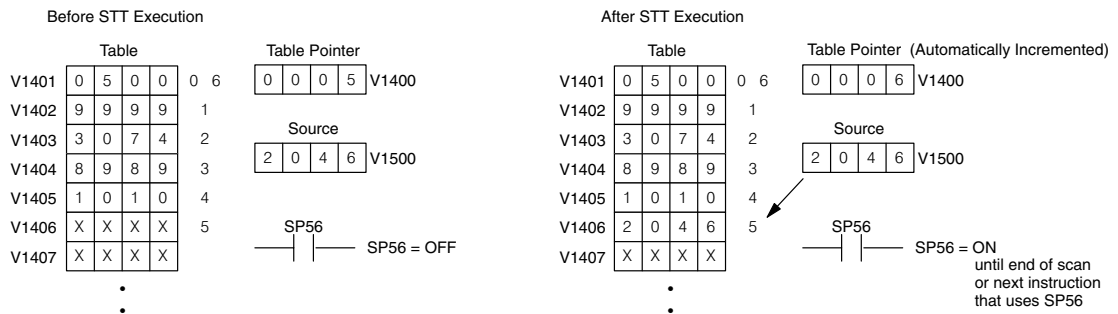 Before STT Execution
Table
Table Pointer
V1401 0 5 0 0 0 6
0 0 0 5 V1400
V1402 9 9 9 9 1
V1403 3 0 7 4 2
Source
V1404 8 9 8 9 3
2 0 4 6 V1500
V1405 1 0 1 0 4
V1406 X X X X 5
SP56
V1407 X X X X
SP56 = OFF
After STT Execution
Table
Table Pointer (Automatically Incremented)
V1401 0 5 0 0 0 6
0 0 0 6 V1400
V1402 9 9 9 9 1
V1403 3 0 7 4 2
Source
V1404 8 9 8 9 3
2 0 4 6 V1500
V1405 1 0 1 0 4
V1406 2 0 4 6 5
SP56
V1407 X X X X
SP56 = ON
until end of scan
or next instruction
that uses SP56